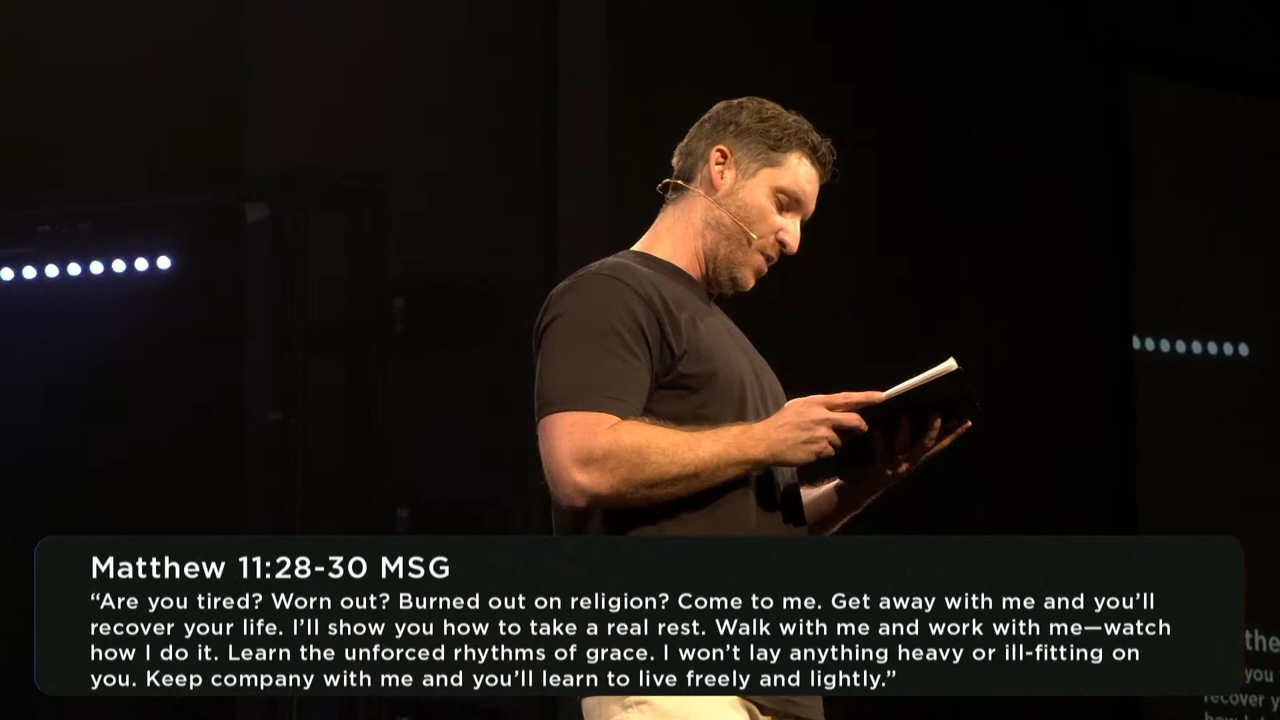 Matthew 11:28-30 MSG
“Are you tired? Worn out? Burned out on religion? Come to me. Get away with me and you’ll
recover your life. I’ll show you how to take a real rest. Walk with me and work with me—watch
how I do it. Learn the unforced rhythms of grace. I won’t lay anything heavy or ill-fitting on
you. Keep company with me and you’ll learn to live freely and lightly.”
the
you
recover y